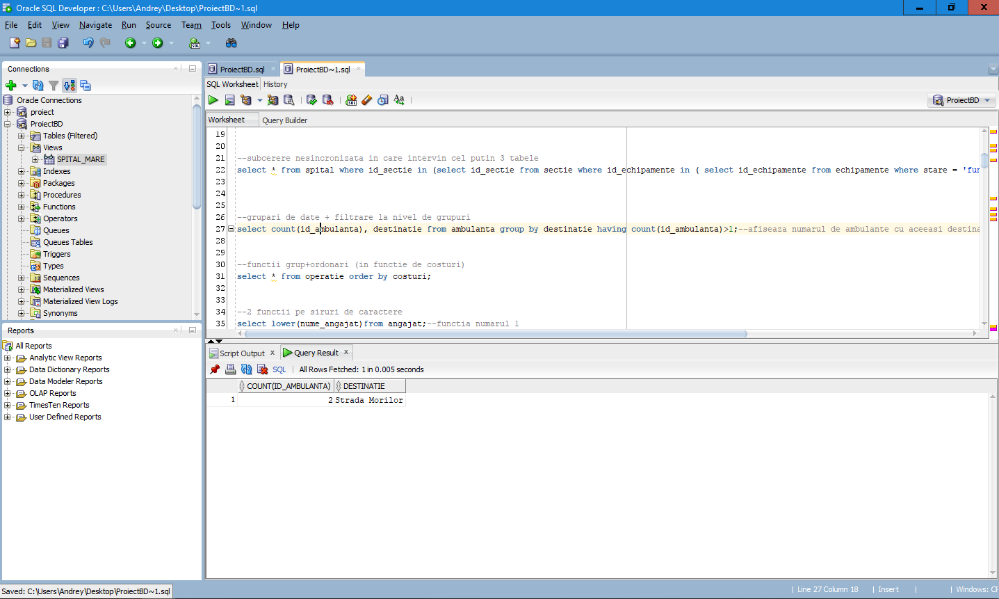 Oracle SQL Developer : C:\Users\Andrey\Desktop\ProiectBD~1.sql
File Edit View Navigate Run Source Team Tools Window Help
Connections
Oracle Connections
proiect
ProiectBD
Tables (Filtered)
Views
SPITAL_MARE
Indexes
Packages
Procedures
Functions
Operators
Queues
Queues Tables
Triggers
Types
Sequences
Materialized Views
Materialized View Logs
Synonyms
Reports
All Reports
Analytic View Reports
Data Dictionary Reports
Data Modeler Reports
OLAP Reports
TimesTen Reports
User Defined Reports
ProiectBD.sql ProiectBD~1.sql
SQL Worksheet History
ProiectBD
Worksheet Query Builder
19
20
21 --subcerere nesincronizata in care intervin cel putin 3 tabele
22 select * from spital where id_sectie in (select id_sectie from sectie where id_echipamente in ( select id_echipamente from echipamente where stare = 'fun
23
24
25
26 --grupari de date + filtrare la nivel de grupuri
27 select count(id_ambulanta), destinatie from ambulanta group by destinatie having count(id_ambulanta)>1;--afiseaza numarul de ambulante cu aceeasi destina
28
29
30 --functii grup+ordonari (in functie de costuri)
31 select * from operatie order by costuri;
32
33
34 --2 functii pe siruri de caractere
35 select lower(nume_angajat)from angajat;--functia numarul 1
Script Output x Query Result x
SQL | All Rows Fetched: 1 in 0.005 seconds
COUNT(ID_AMBULANTA) DESTINATIE
1 2 Strada Morilor
Saved: C:\Users\Andrey\Desktop\ProiectBD~1.sql
| Line 27 Column 18 | Insert | | Windows: CF